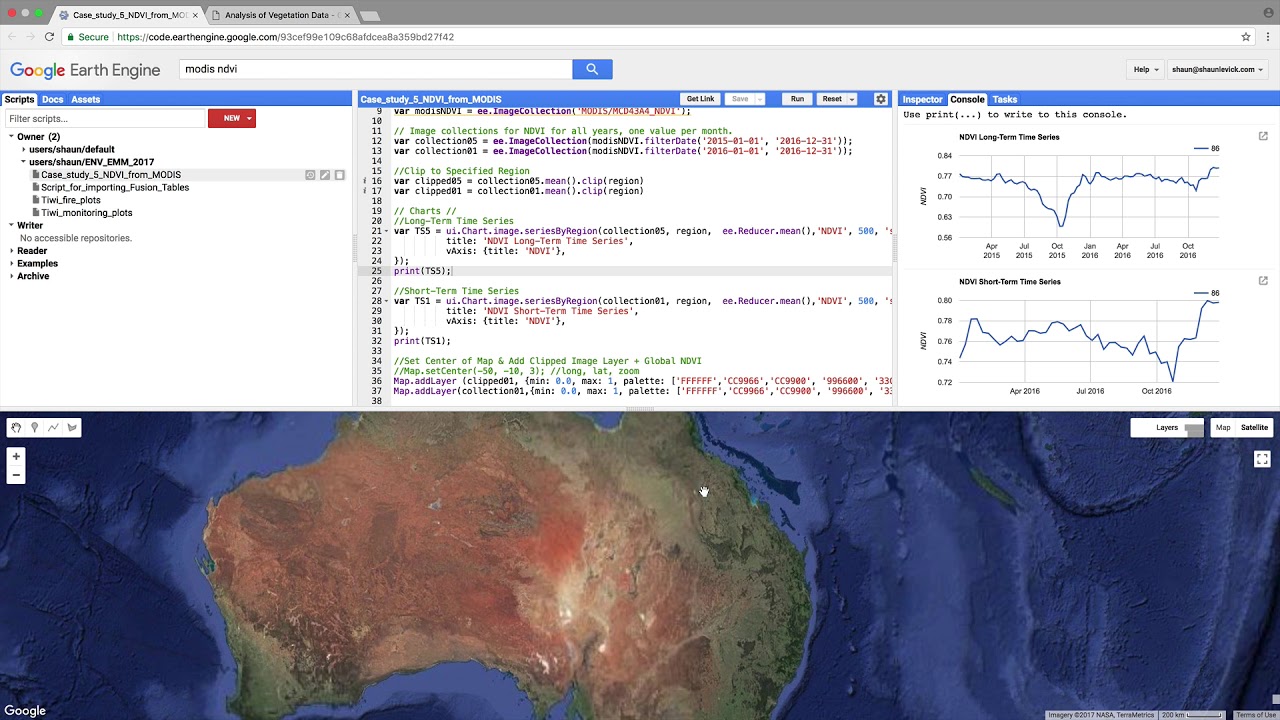 Case_study_5_NDVI_from_MOD
Analysis of Vegetation Data -
Secure
https://code.earthengine.google.com/93cef99e109c68afdcea8a359bd27f42
Google Earth Engine
modis ndvi
Help
shaun@shaunlevick.com
Scripts Docs Assets
Filter scripts...
NEW
Owner (2)
users/shaun/default
users/shaun/ENV_EMM_2017
Case_study_5_NDVI_from_MODIS
Script_for_importing_Fusion_Tables
Tiwi_fire_plots
Tiwi_monitoring_plots
Writer
No accessible repositories.
Reader
Examples
Archive
Case_study_5_NDVI_from_MODIS
Get Link Save Run Reset
9 var modisNDVI = ee.ImageCollection('MODIS/MCD43A4_NDVI');
10
11 // Image collections for NDVI for all years, one value per month.
12 var collection05 = ee.ImageCollection(modisNDVI.filterDate('2015-01-01', '2016-12-31'));
13 var collection01 = ee.ImageCollection(modisNDVI.filterDate('2016-01-01', '2016-12-31'));
14
15 //Clip to Specified Region
i 16 var clipped05 = collection05.mean().clip(region)
i 17 var clipped01 = collection01.mean().clip(region)
18
19 // Charts //
20 //Long-Term Time Series
21 var TS5 = ui.Chart.image.seriesByRegion(collection05, region, ee.Reducer.mean(),'NDVI', 500, 's
22 title: 'NDVI Long-Term Time Series',
23 vAxis: {title: 'NDVI'},
24 });
25 print(TS5);
26
27 //Short-Term Time Series
28 var TS1 = ui.Chart.image.seriesByRegion(collection01, region, ee.Reducer.mean(),'NDVI', 500, 's
29 title: 'NDVI Short-Term Time Series',
30 vAxis: {title: 'NDVI'},
31 });
32 print(TS1);
33
34 //Set Center of Map & Add Clipped Image Layer + Global NDVI
35 //Map.setCenter(-50, -10, 3); //long, lat, zoom
36 Map.addLayer (clipped01, {min: 0.0, max: 1, palette: ['FFFFFF','CC9966','CC9900', '996600', '33C
37 Map.addLayer(collection01,{min: 0.0, max: 1, palette: ['FFFFFF','CC9966','CC9900', '996600', '33
38
Inspector Console Tasks
Use print(...) to write to this console.
NDVI Long-Term Time Series
86
0.84
0.77
0.70
0.63
0.56
NDVI
Apr 2015
Jul 2015
Oct 2015
Jan 2016
Apr 2016
Jul 2016
Oct 2016
NDVI Short-Term Time Series
86
0.80
0.78
0.76
0.74
0.72
NDVI
Apr 2016
Jul 2016
Oct 2016
Layers
Map Satellite
Google
Imagery ©2017 NASA, TerraMetrics
200 km
Terms of Use